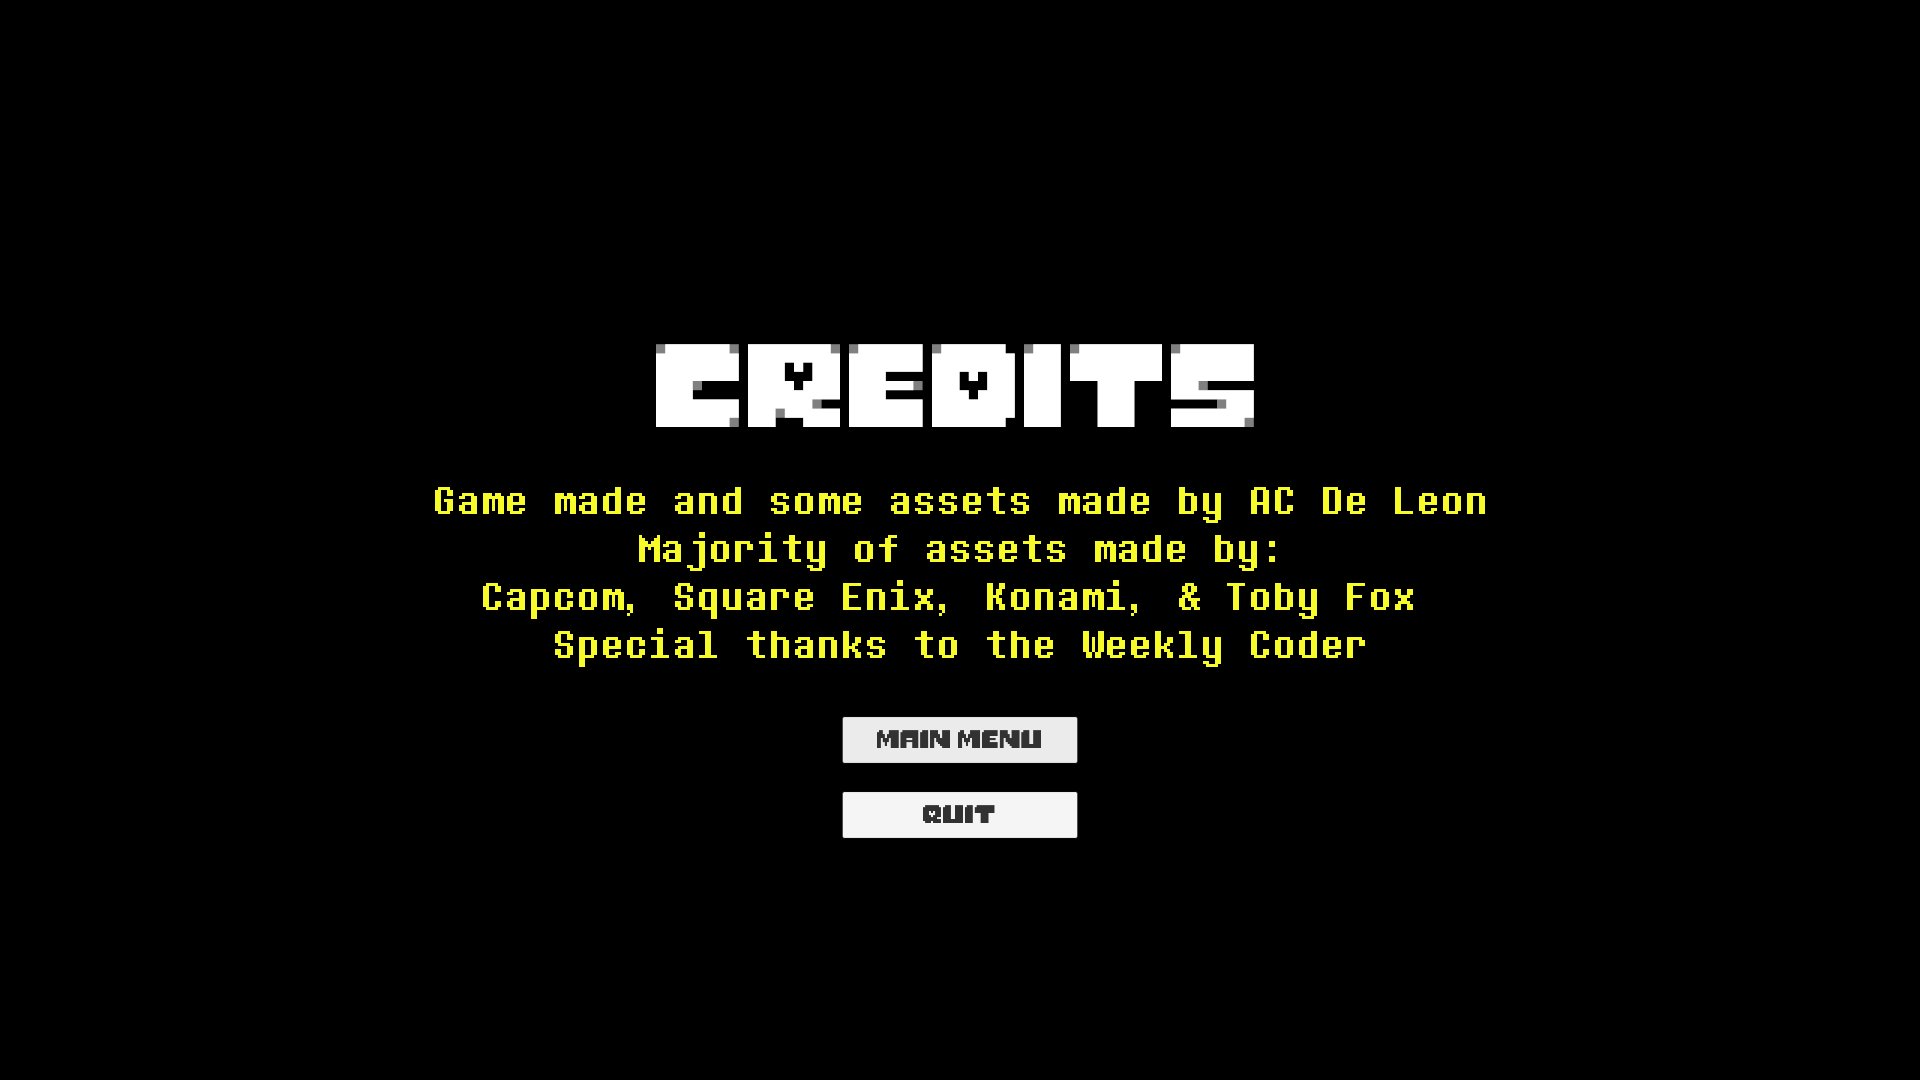 CREDITS
Game made and some assets made by AC De Leon
Majority of assets made by:
Capcom, Square Enix, Konami, & Toby Fox
Special thanks to the Weekly Coder
MAIN MENU
QUIT